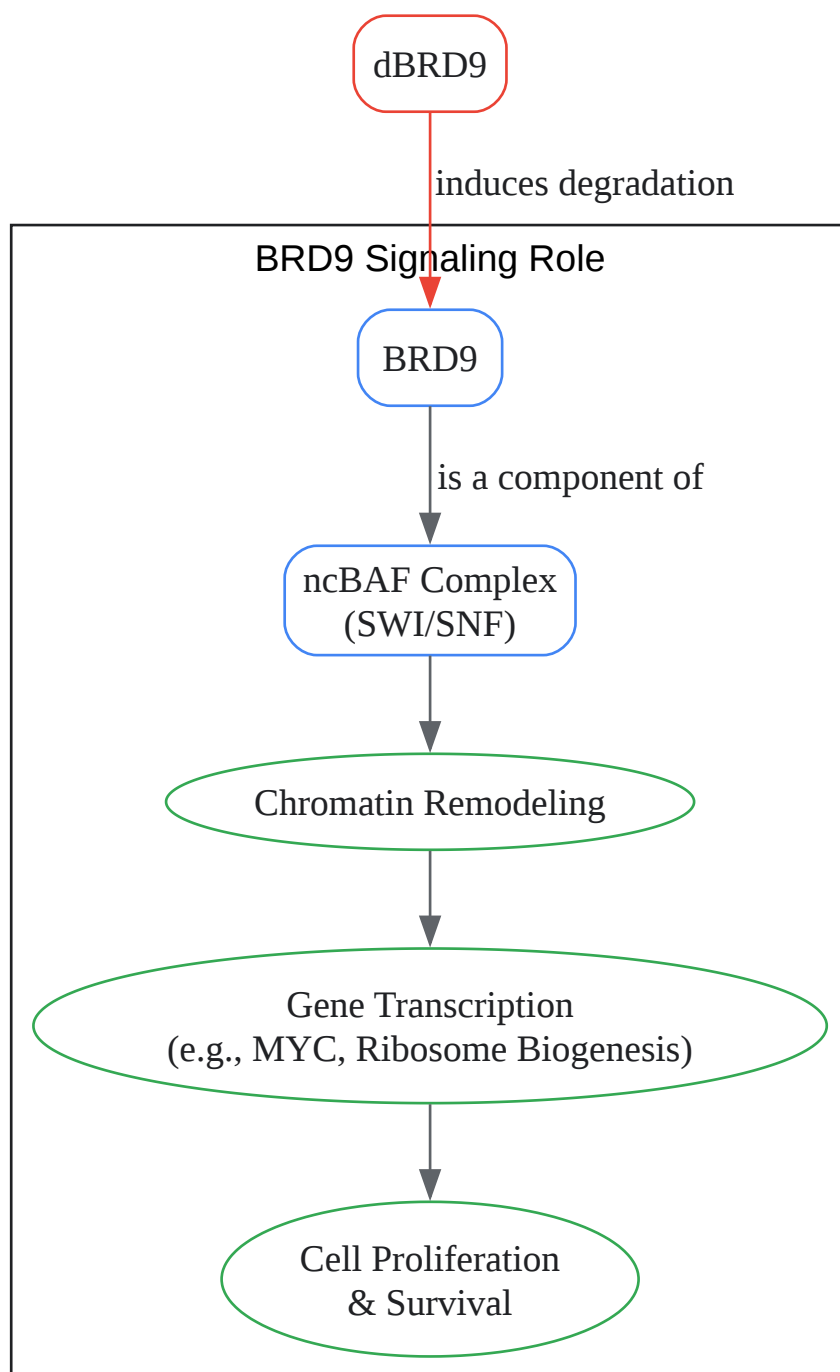 dBRD9
induces degradation
BRD9 Signaling Role
BRD9
is a component of
ncBAF Complex
(SWI/SNF)
Chromatin Remodeling
Gene Transcription
(e.g., MYC, Ribosome Biogenesis)
Cell Proliferation
& Survival